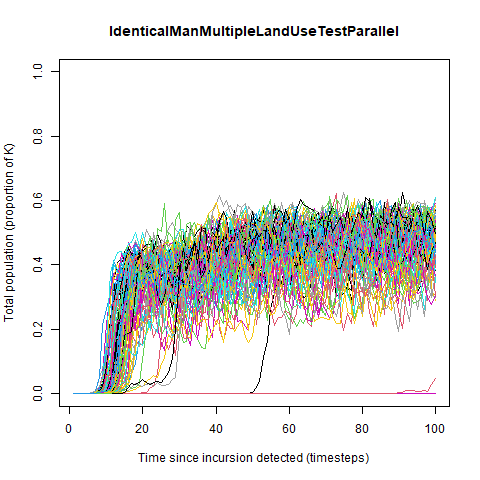 IdenticalManMultipleLandUseTestParallel
Total population (proportion of K)
1.0
0.8
0.6
0.4
0.2
0.0
0 20 40 60 80 100
Time since incursion detected (timesteps)